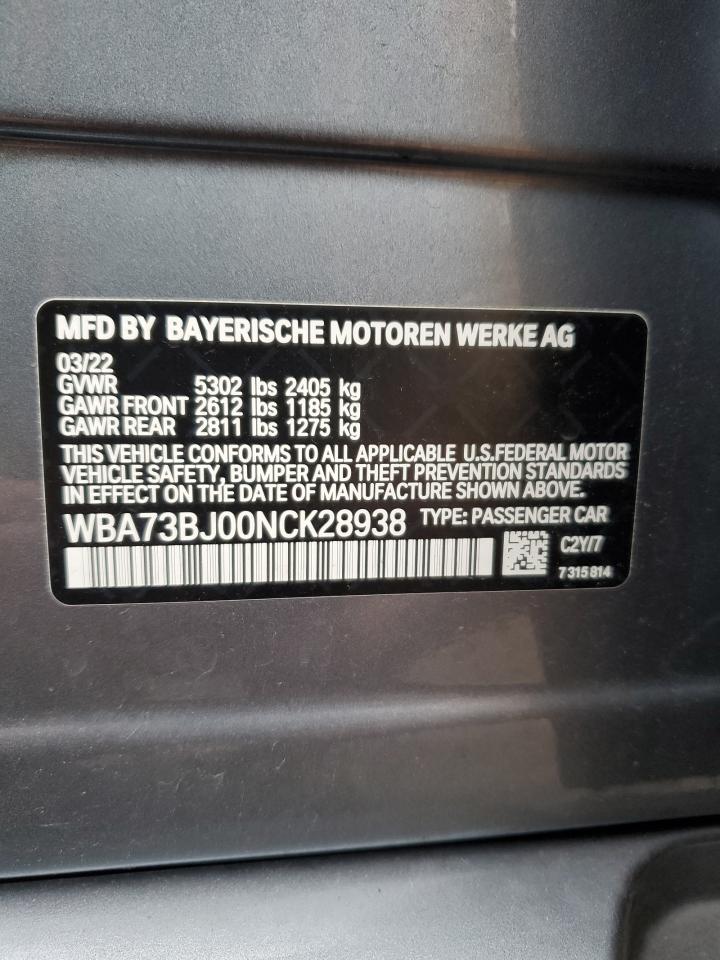 MFD BY BAYERISCHE MOTOREN WERKE AG
03/22
GVWR 5302 lbs 2405 kg
GAWR FRONT 2612 lbs 1185 kg
GAWR REAR 2811 lbs 1275 kg
THIS VEHICLE CONFORMS TO ALL APPLICABLE U.S.FEDERAL MOTOR
VEHICLE SAFETY, BUMPER AND THEFT PREVENTION STANDARDS
IN EFFECT ON THE DATE OF MANUFACTURE SHOWN ABOVE.
WBA73BJ00NCK28938 TYPE: PASSENGER CAR
C2Y/7
7 315 814